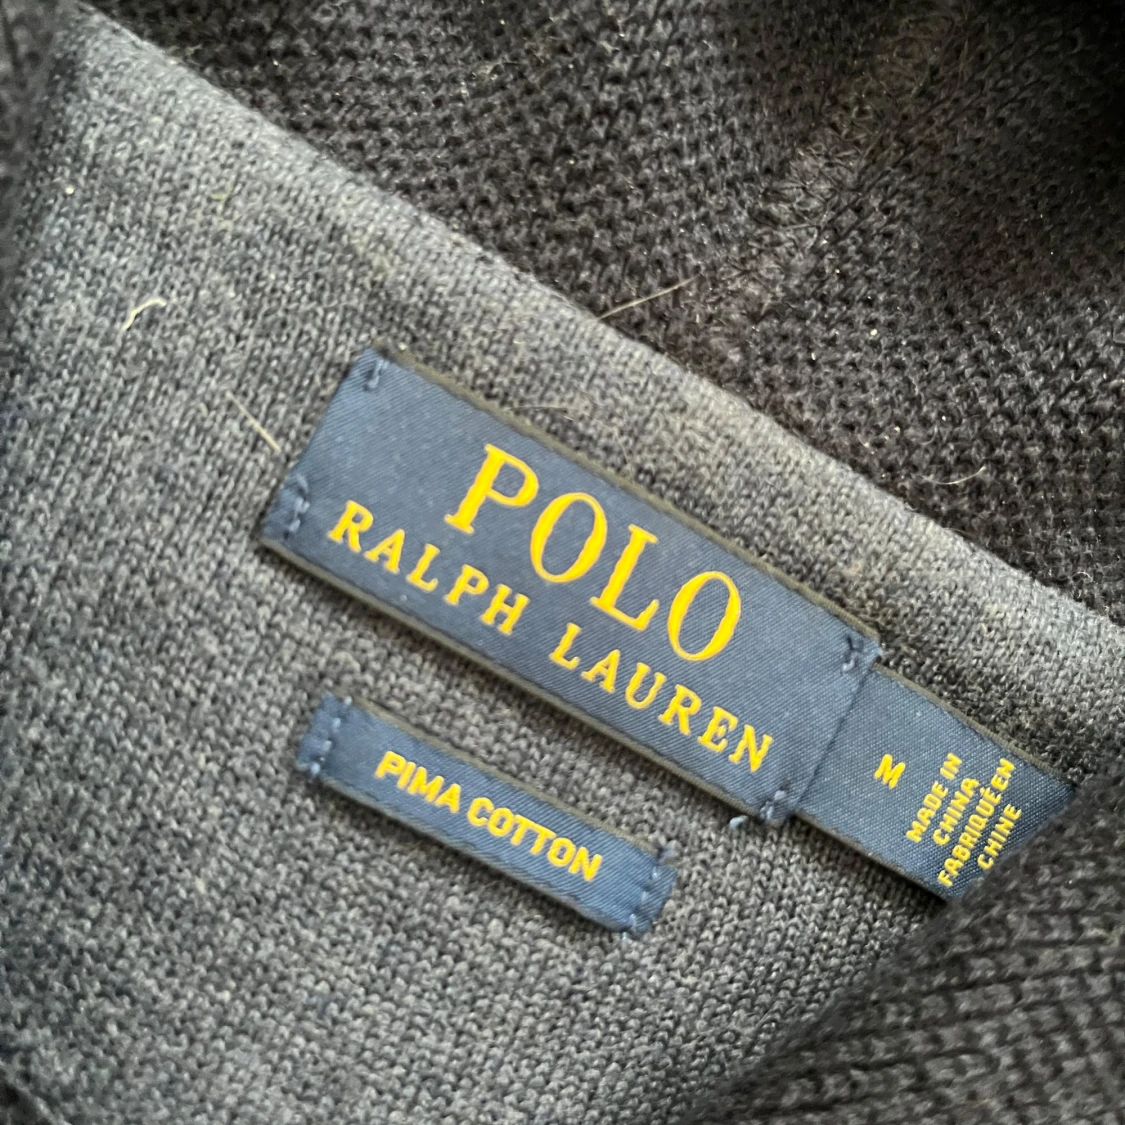 POLO
RALPH LAUREN
M
MADE IN
CHINA
FABRIQUÉ EN
CHINE
PIMA COTTON